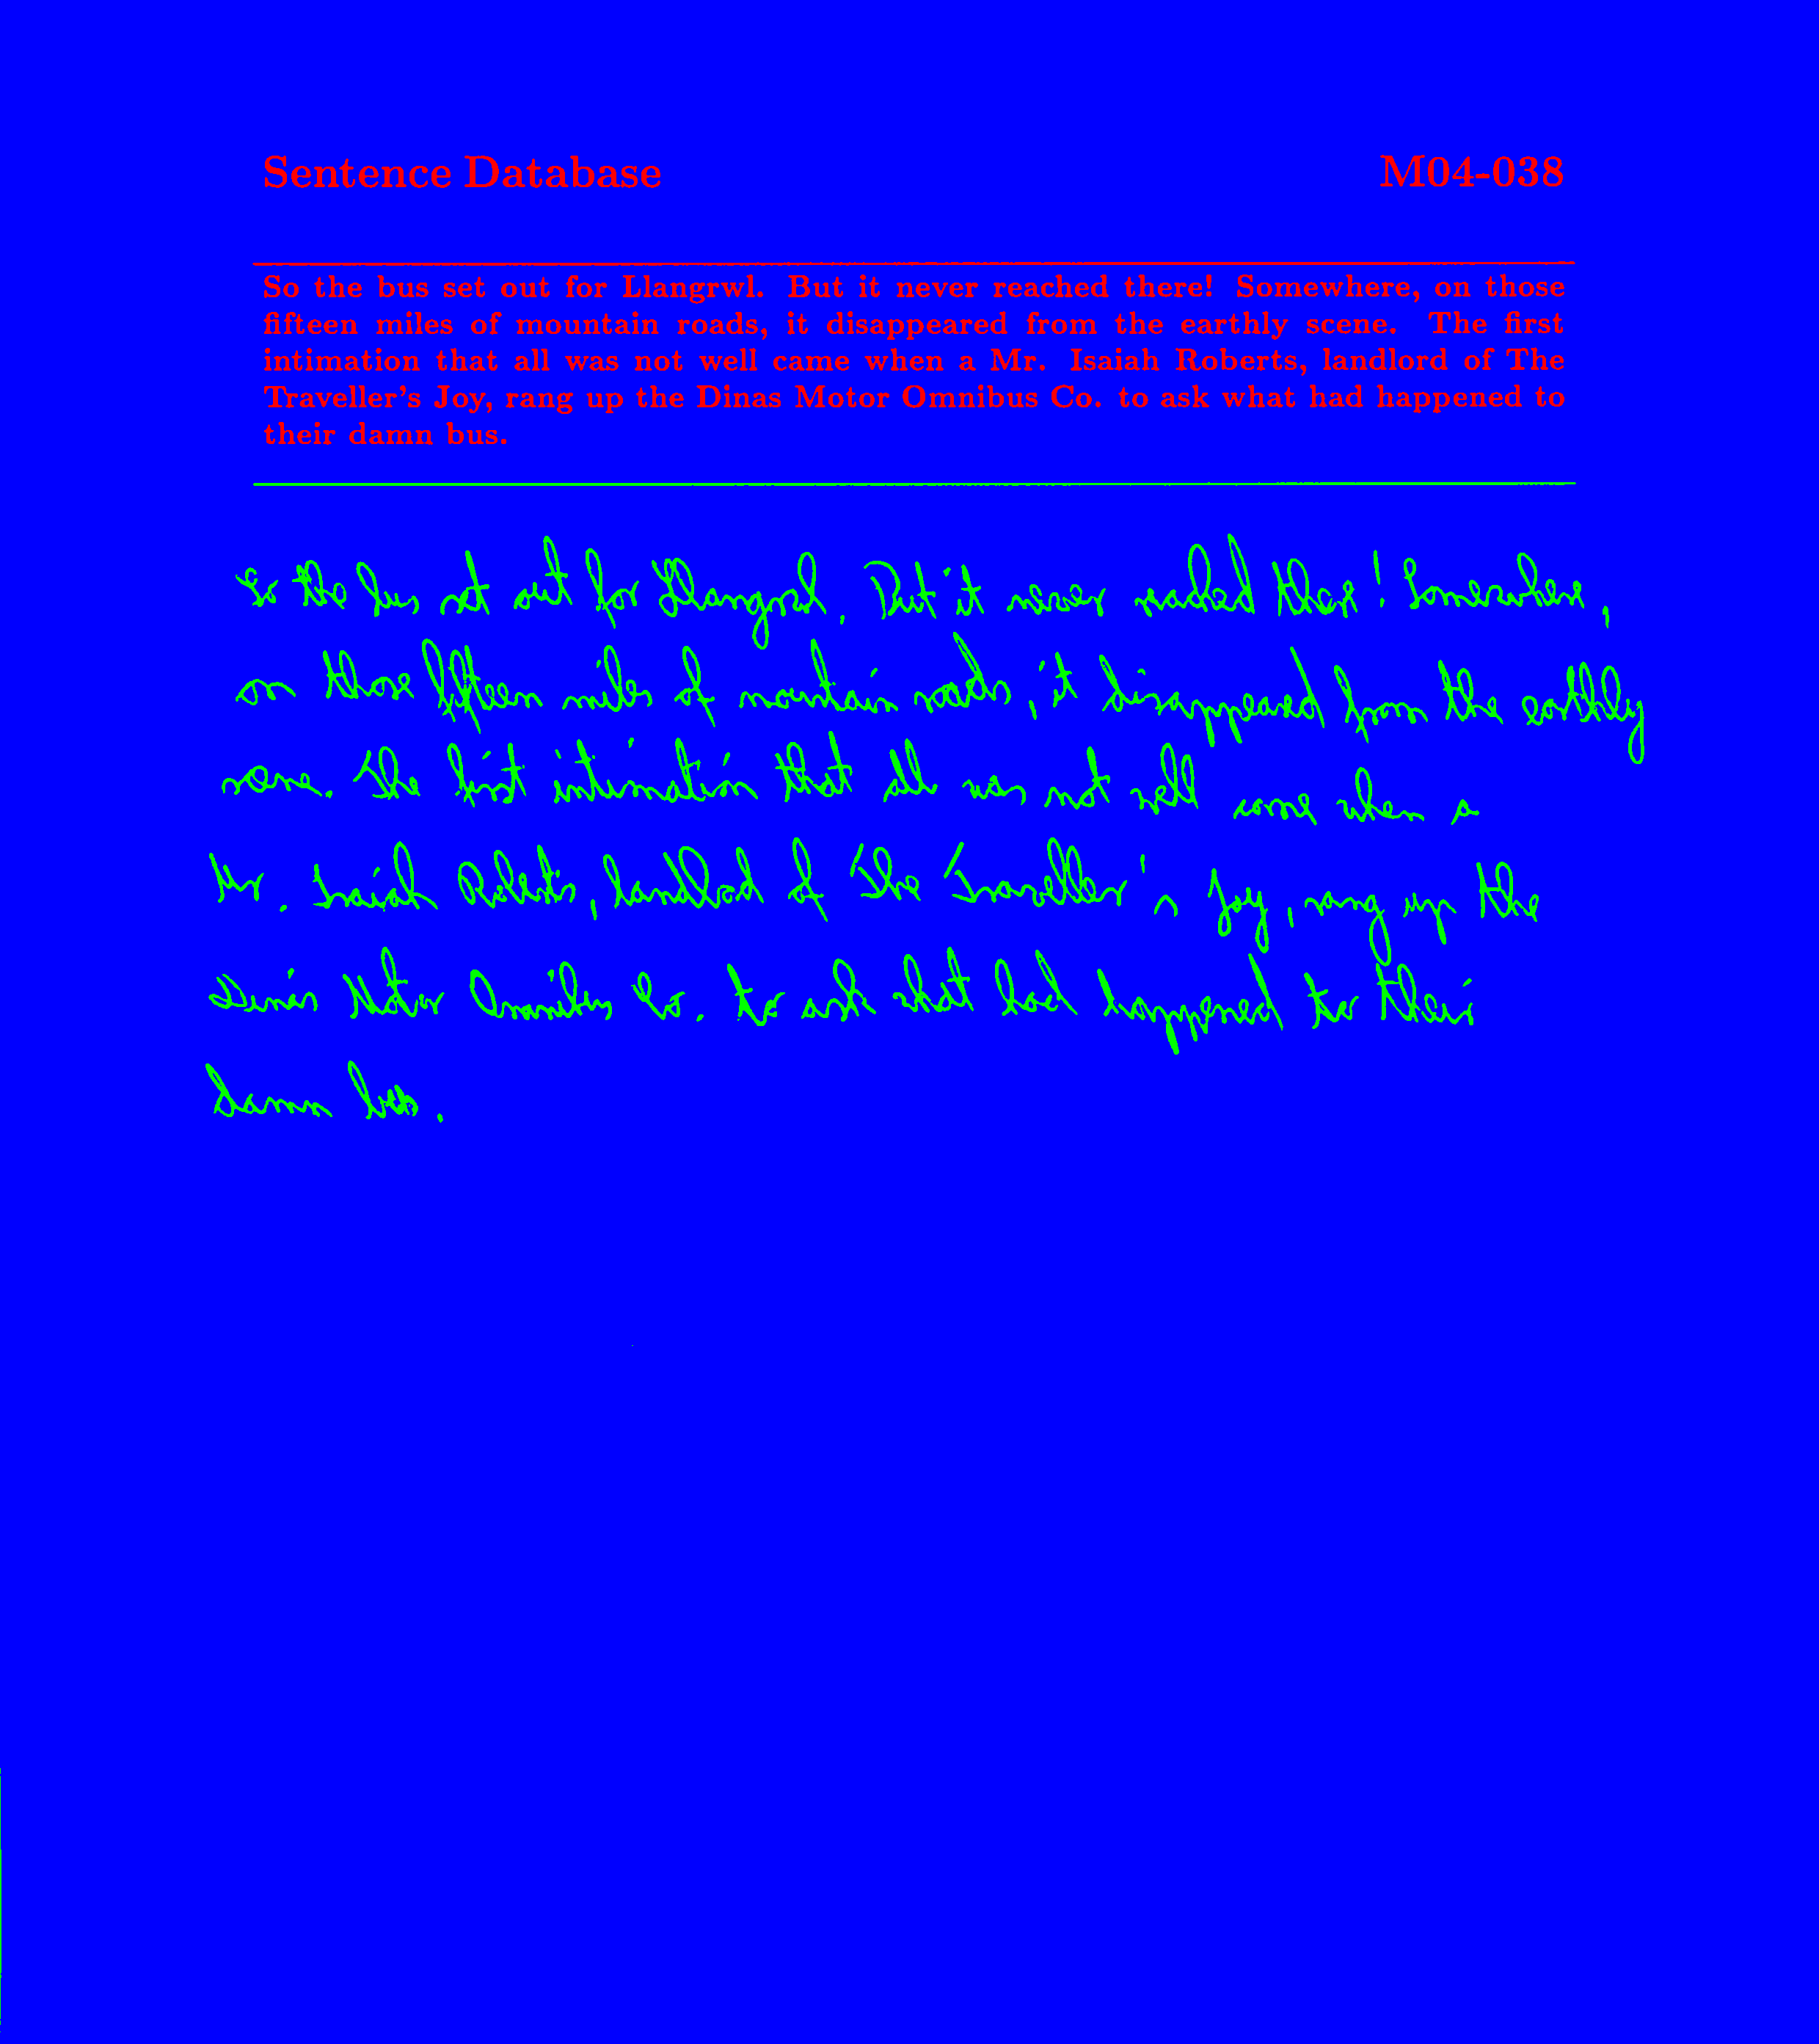 Sentence Database M04-038
So the bus set out for Llangrwl. But it never reached there! Somewhere, on those
fifteen miles of mountain roads, it disappeared from the earthly scene. The first
intimation that all was not well came when a Mr. Isaiah Roberts, landlord of The
Traveller's Joy, rang up the Dinas Motor Omnibus Co. to ask what had happened to
their damn bus.
So the bus set out for Llangrwl. But it never reached there! Somewhere,
on those fifteen miles of mountain roads, it disappeared from the earthly
scene. The first intimation that all was not well came when a
Mr. Isaiah Roberts, landlord of The Traveller's Joy, rang up the
Dinas Motor Omnibus Co. to ask what had happened to their
damn bus.